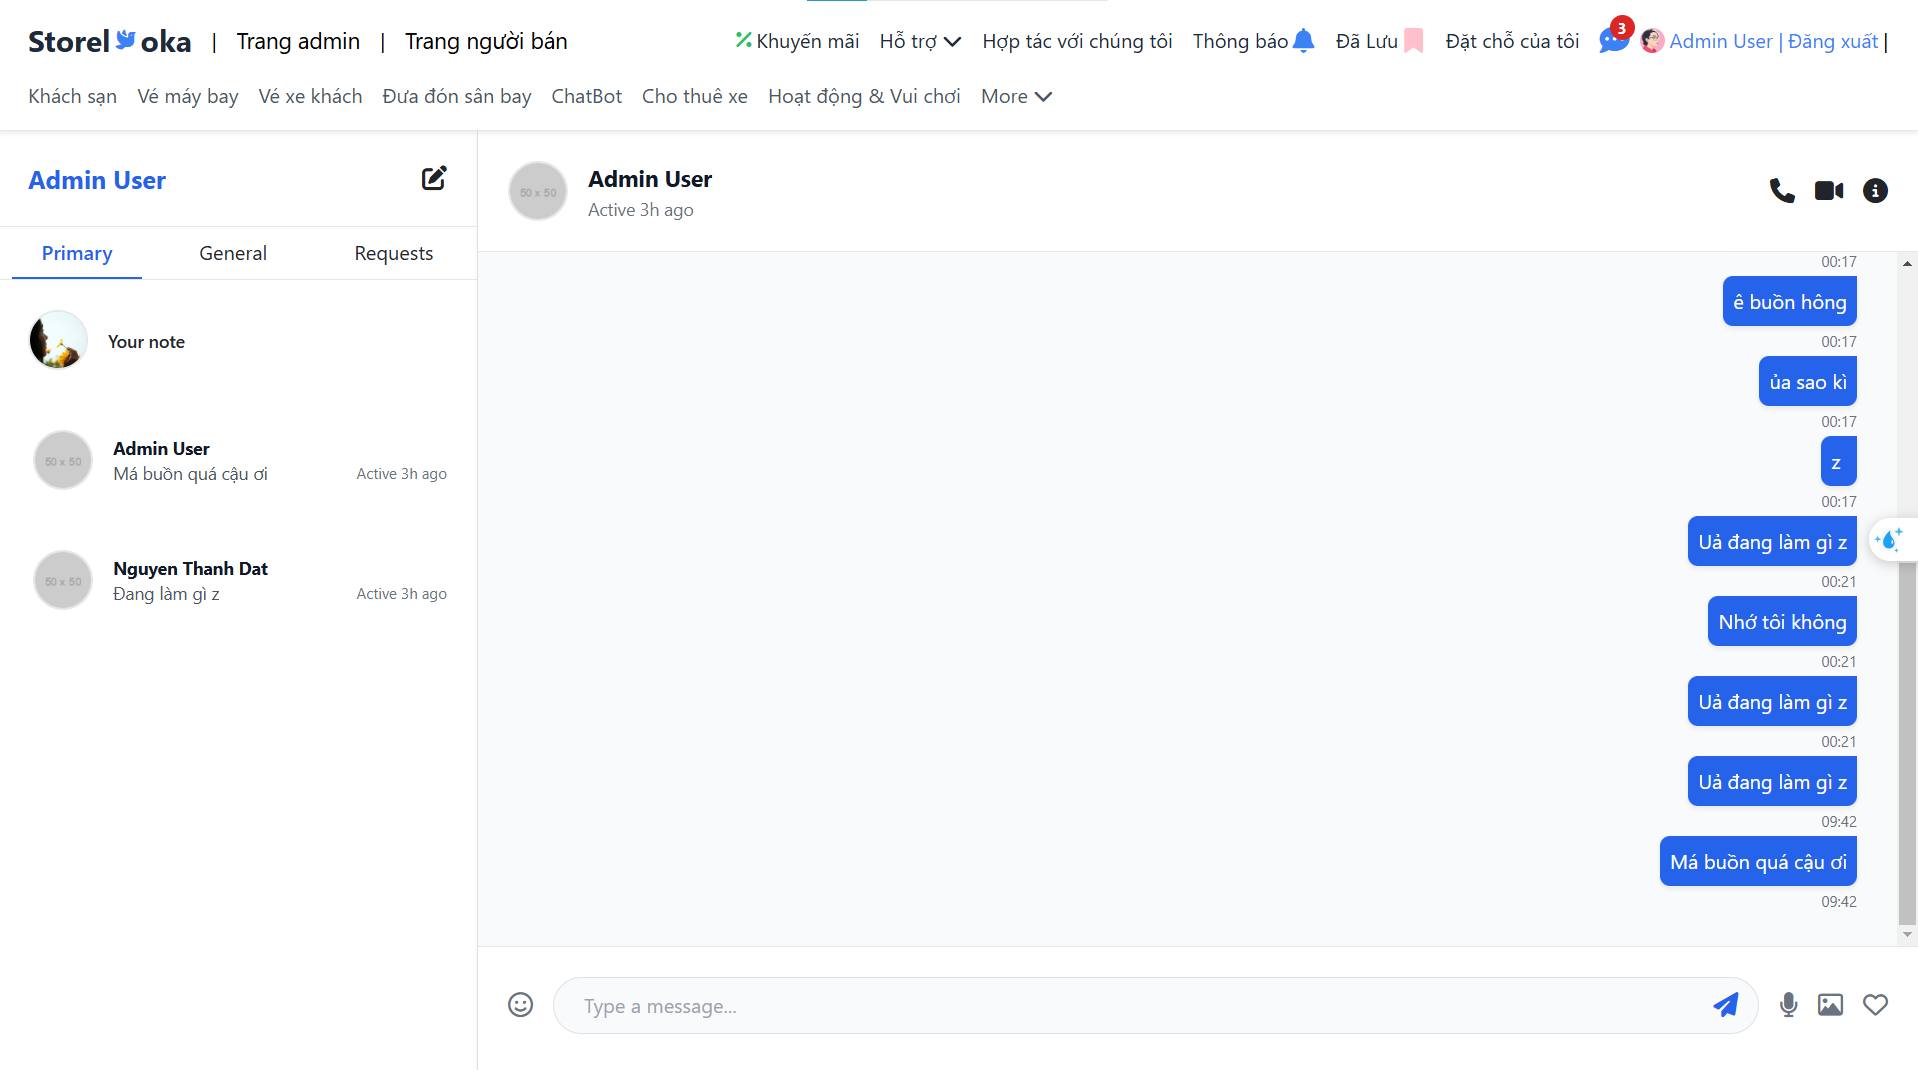 Storel oka | Trang admin | Trang người bán
Khuyến mãi Hỗ trợ Hợp tác với chúng tôi Thông báo Đã Lưu Đặt chỗ của tôi 3 Admin User | Đăng xuất |
Khách sạn Vé máy bay Vé xe khách Đưa đón sân bay ChatBot Cho thuê xe Hoạt động & Vui chơi More
Admin User
Primary General Requests
Your note
50 x 50
Admin User
Má buồn quá cậu ơi Active 3h ago
50 x 50
Nguyen Thanh Dat
Đang làm gì z Active 3h ago
50 x 50
Admin User
Active 3h ago
00:17
ê buồn hông
00:17
ủa sao kì
00:17
z
00:17
Uả đang làm gì z
00:21
Nhớ tôi không
00:21
Uả đang làm gì z
00:21
Uả đang làm gì z
09:42
Má buồn quá cậu ơi
09:42
Type a message...